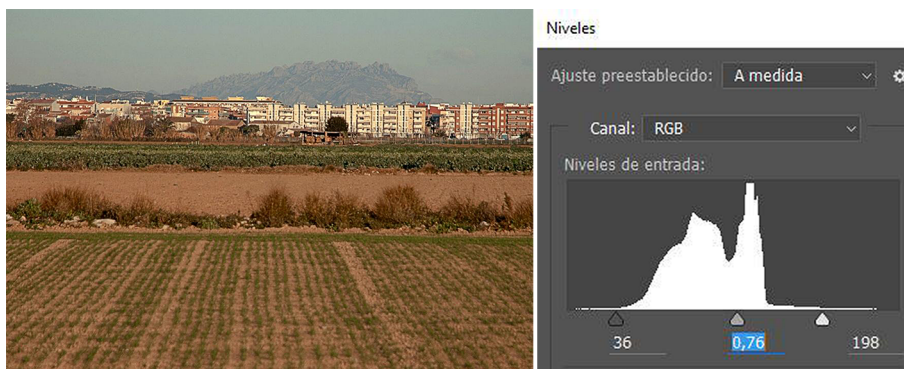 Niveles
Ajuste preestablecido: A medida
Canal: RGB
Niveles de entrada:
36 0,76 198